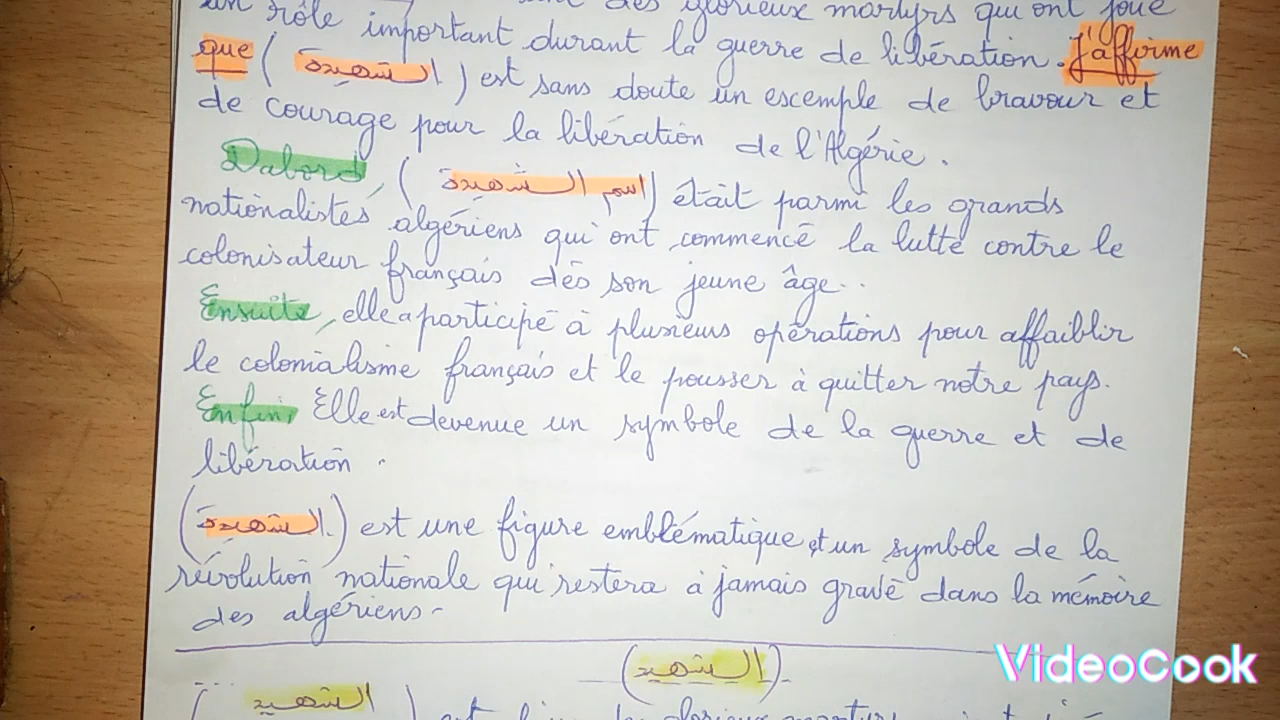 un rôle important durant la guerre de libération. J'affirme
que ( الشهيدة ) est sans doute un escemple de bravour et
de courage pour la libération de l'Algérie.
Dabord, ( اسم الشهيدة ) était parmi les grands
nationalistes algériens qui ont commencé la lutte contre le
colonisateur français dés son jeune âge..
Ensuite, elle a participé à plusieurs opérations pour affaiblir
le colonialisme français et le pousser à quitter notre pays.
Enfin, Elle est devenue un symbole de la guerre et de
libération.
( الشهيدة ) est une figure emblématique et un symbole de la
révolution nationale qui restera à jamais gravé dans la mémoire
des algériens-
( الشهيد )
( الشهيد )
VideoCook